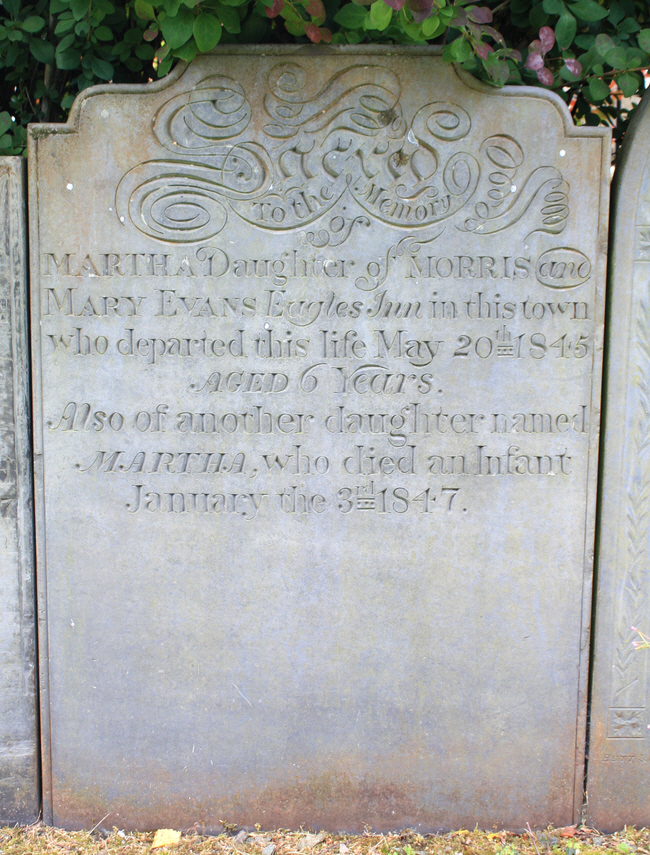 Sacred
To the Memory
of
MARTHA Daughter of MORRIS and
MARY EVANS Eagles Inn in this town
who departed this life May 20th 1845
AGED 6 Years.
Also of another daughter named
MARTHA, who died an Infant
January the 3rd 1847.